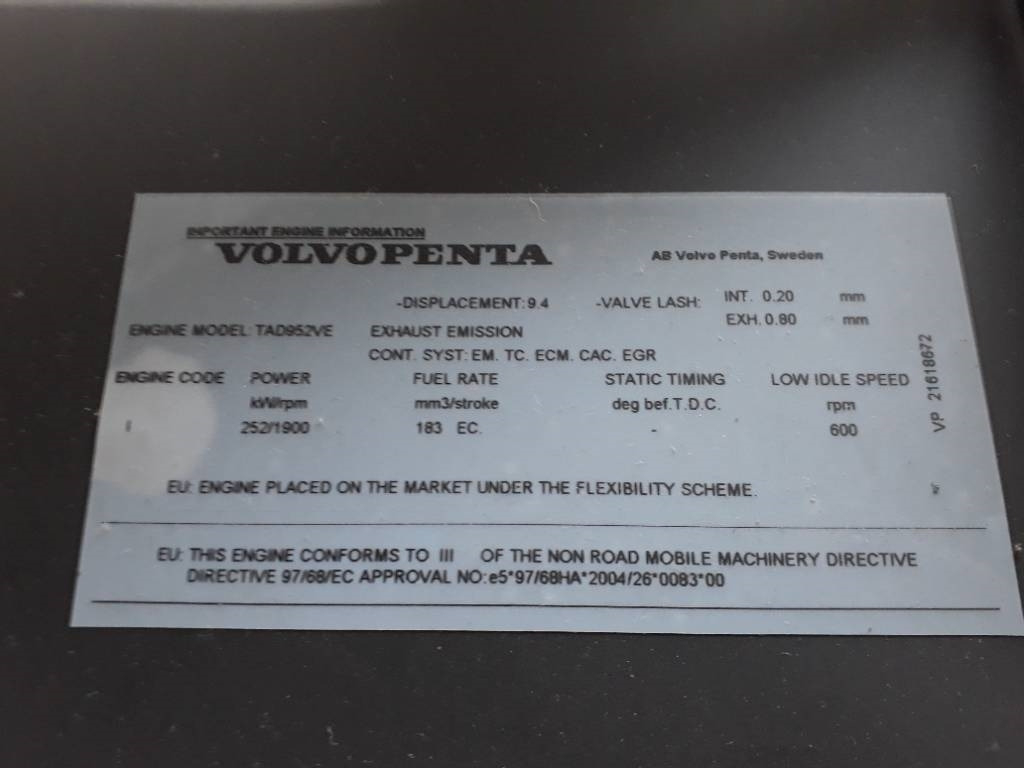 IMPORTANT ENGINE INFORMATION
VOLVO PENTA
AB Volvo Penta, Sweden
-DISPLACEMENT: 9.4 -VALVE LASH: INT. 0.20 mm
EXH. 0.80 mm
ENGINE MODEL: TAD952VE EXHAUST EMISSION
CONT. SYST: EM. TC. ECM. CAC. EGR
ENGINE CODE POWER FUEL RATE STATIC TIMING LOW IDLE SPEED
kW/rpm mm3/stroke deg bef.T.D.C. rpm
I 252/1900 183 EC. - 600
VP 21618672
EU: ENGINE PLACED ON THE MARKET UNDER THE FLEXIBILITY SCHEME.
EU: THIS ENGINE CONFORMS TO III OF THE NON ROAD MOBILE MACHINERY DIRECTIVE
DIRECTIVE 97/68/EC APPROVAL NO:e5*97/68HA*2004/26*0083*00